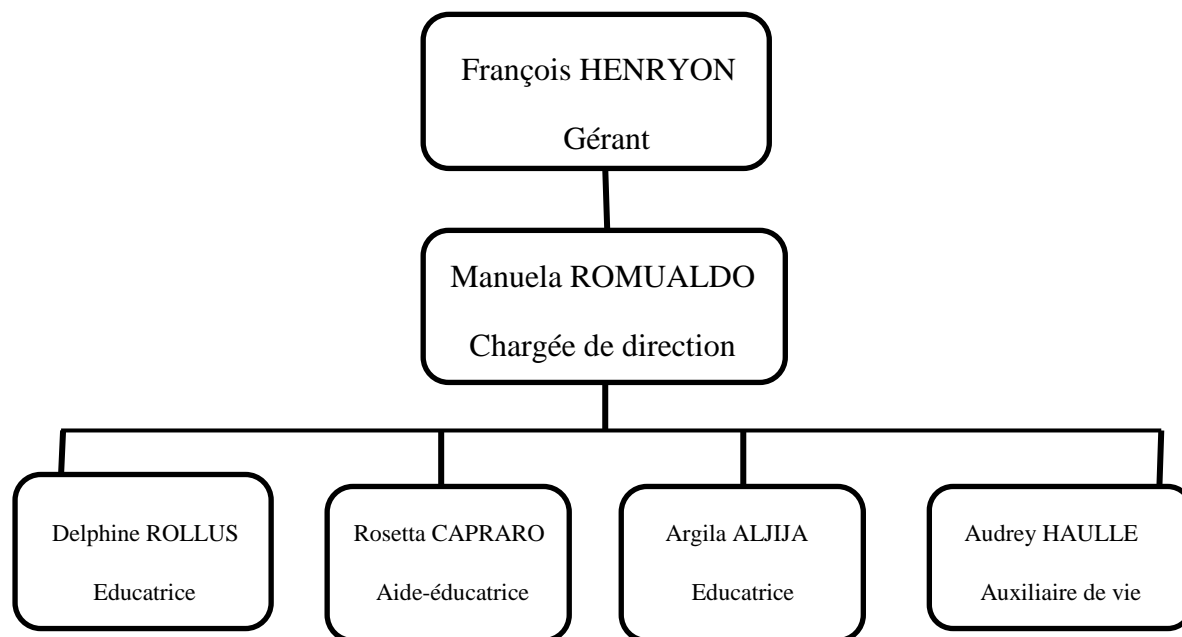 François HENRYON
Gérant
Manuela ROMUALDO
Chargée de direction
Delphine ROLLUS
Educatrice
Rosetta CAPRARO
Aide-éducatrice
Argila ALJIJA
Educatrice
Audrey HAULLE
Auxiliaire de vie